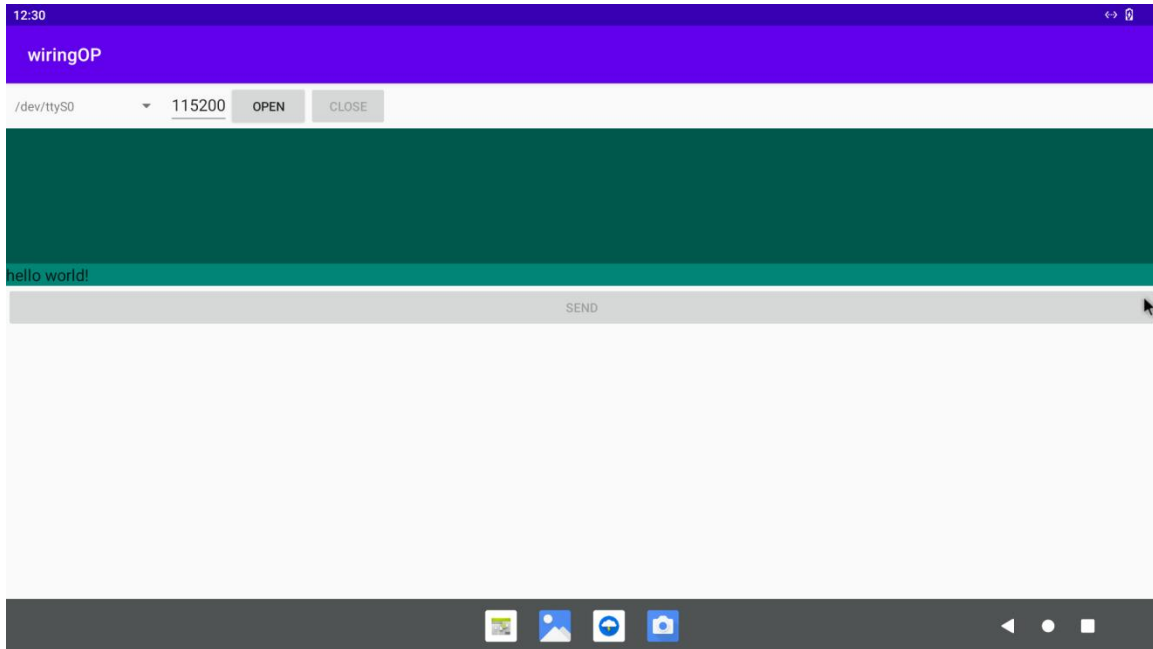 12:30
wiringOP
/dev/ttyS0 115200 OPEN CLOSE
hello world!
SEND